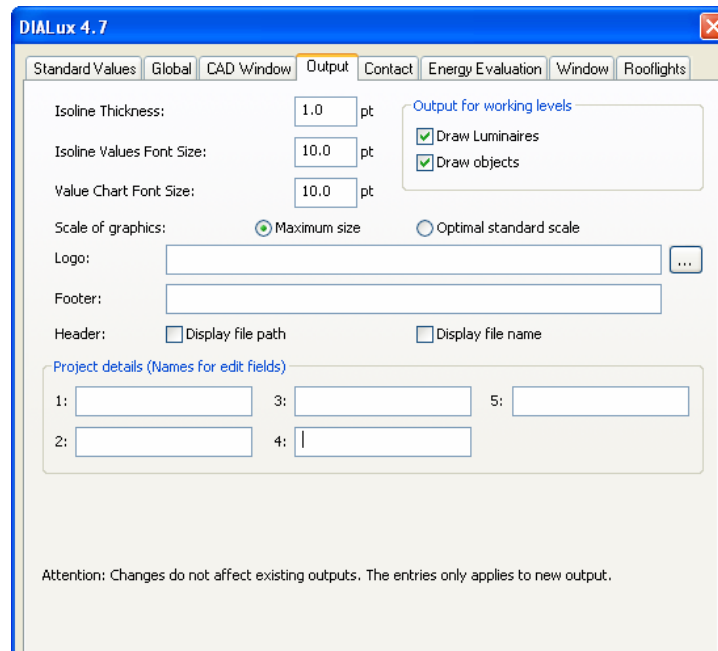 DIALux 4.7
Standard Values Global CAD Window Output Contact Energy Evaluation Window Rooflights
Isoline Thickness: 1.0 pt
Output for working levels
Draw Luminaires
Isoline Values Font Size: 10.0 pt
Draw objects
Value Chart Font Size: 10.0 pt
Scale of graphics: Maximum size Optimal standard scale
Logo: ...
Footer:
Header: Display file path Display file name
Project details (Names for edit fields)
1: 3: 5:
2: 4:
Attention: Changes do not affect existing outputs. The entries only applies to new output.